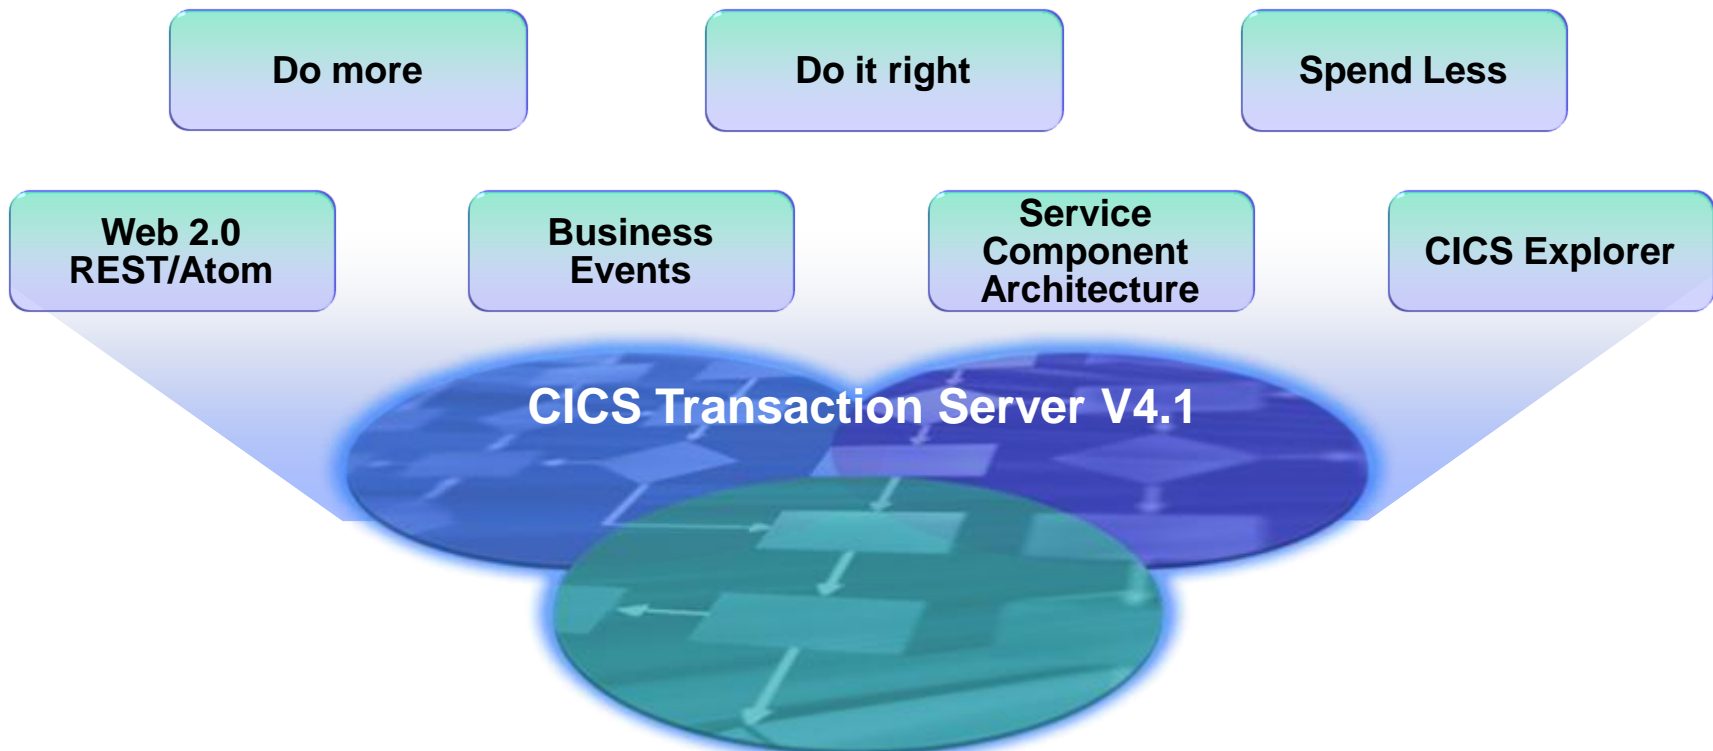 Do more
Do it right
Spend Less
Web 2.0
REST/Atom
Business
Events
Service
Component
Architecture
CICS Explorer
CICS Transaction Server V4.1